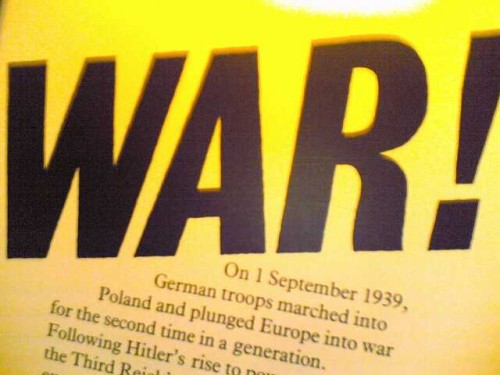 WAR!
On 1 September 1939,
German troops marched into
Poland and plunged Europe into war
for the second time in a generation.
Following Hitler's rise to
the Third